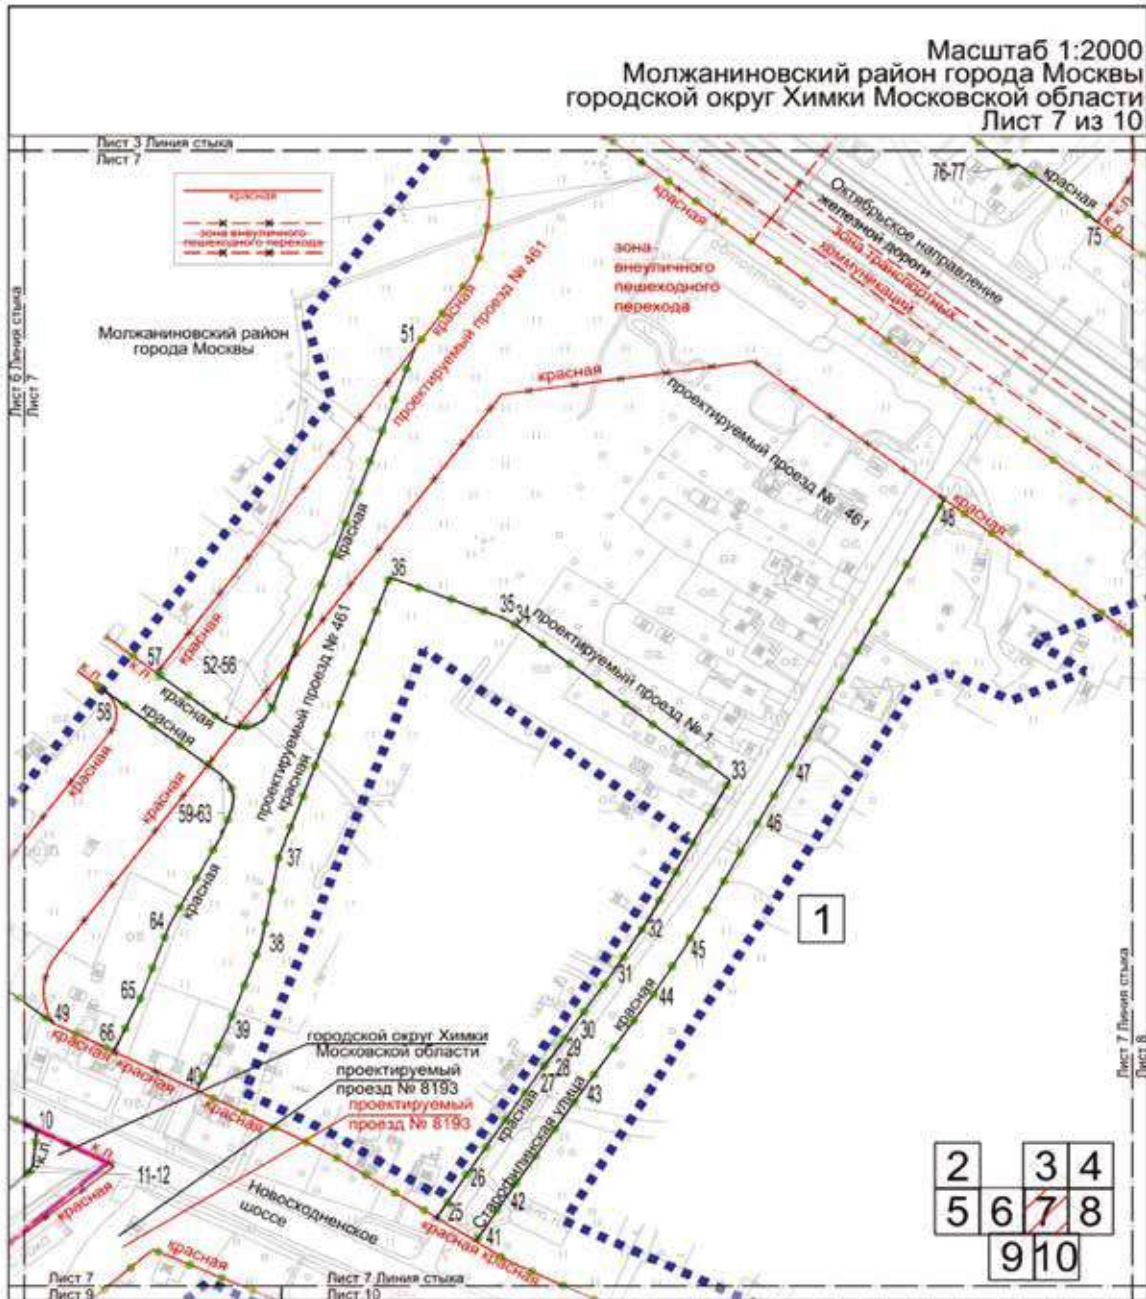 Масштаб 1:2000
Молжаниновский район города Москвы
городской округ Химки Московской области
Лист 7 из 10
Лист 3 Линия стыка
Лист 7
красная
зона внеуличного
пешеходного перехода
Молжаниновский район
города Москвы
Лист 6 Линия стыка
Лист 7
красная
проектируемый проезда № 461
51
зона
внеуличного
пешеходного
перехода
красная
Октябрьское направление
железной дороги
зона транспортных
коммуникаций
76-77
красная
к.л
к.л
75
красная
проектируемый проезд № 461
48
красная
красная
36
35
34
проектируемый проезд № 1
33
57
к.л
красная
52-56
красная
к.л
58
красная
красная
красная
59-63
проектируемый проезд № 461
красная
37
38
39
40
64
красная
65
66
49
красная
красная
красная
47
46
45
44
43
42
41
1
32
31
30
29
28
27
26
25
красная
красная
Старофилинская улица
городской округ Химки
Московской области
проектируемый
проезд № 8193
проектируемый
проезд № 8193
10
к.л
к.л
11-12
красная
Новосходненское
шоссе
красная
красная
красная
Лист 7 Линия стыка
Лист 8
2 3 4
5 6 7 8
9 10
Лист 7
Лист 9
Лист 7 Линия стыка
Лист 10